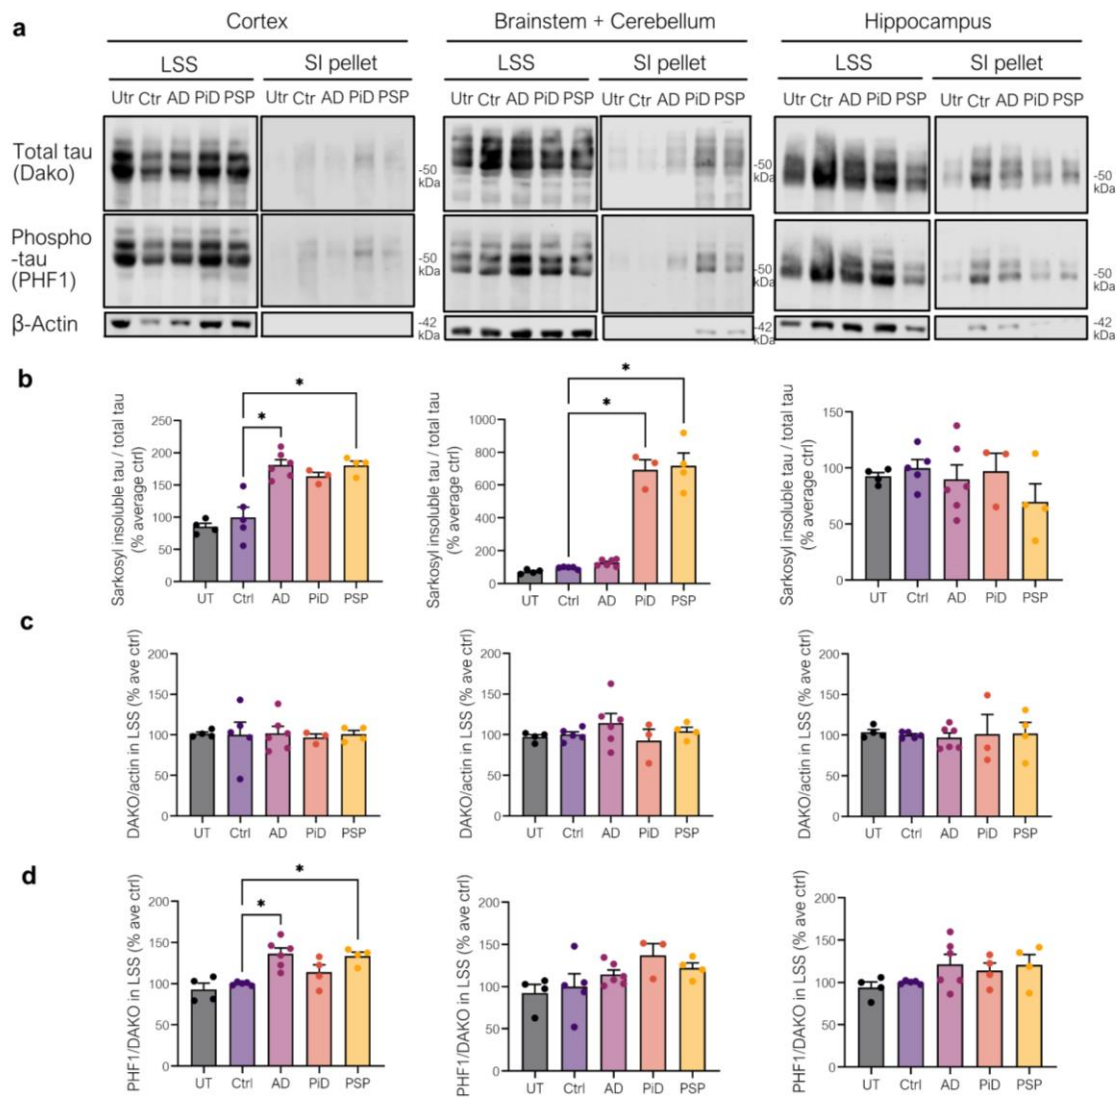 a
Cortex
Brainstem + Cerebellum
Hippocampus
LSS
SI pellet
LSS
SI pellet
LSS
SI pellet
Utr Ctr AD PiD PSP
Utr Ctr AD PiD PSP
Utr Ctr AD PiD PSP
Utr Ctr AD PiD PSP
Utr Ctr AD PiD PSP
Utr Ctr AD PiD PSP
Total tau
(Dako)
-50
kDa
-50
kDa
-50
kDa
Phospho
-tau
(PHF1)
-50
kDa
-50
kDa
-50
kDa
β-Actin
-42
kDa
-42
kDa
-42
kDa
b
Sarkosyl insoluble tau / total tau
(% average ctrl)
250
200
150
100
50
0
* *
UT Ctrl AD PiD PSP
Sarkosyl insoluble tau / total tau
(% average ctrl)
1000
800
600
400
200
0
* *
UT Ctrl AD PiD PSP
Sarkosyl insoluble tau / total tau
(% average ctrl)
150
100
50
0
UT Ctrl AD PiD PSP
c
DAKO/actin in LSS (% ave ctrl)
200
150
100
50
0
UT Ctrl AD PiD PSP
DAKO/actin in LSS (% ave ctrl)
200
150
100
50
0
UT Ctrl AD PiD PSP
DAKO/actin in LSS (% ave ctrl)
200
150
100
50
0
UT Ctrl AD PiD PSP
d
PHF1/DAKO in LSS (% ave ctrl)
200
150
100
50
0
* *
UT Ctrl AD PiD PSP
PHF1/DAKO in LSS (% ave ctrl)
200
150
100
50
0
UT Ctrl AD PiD PSP
PHF1/DAKO in LSS (% ave ctrl)
200
150
100
50
0
UT Ctrl AD PiD PSP